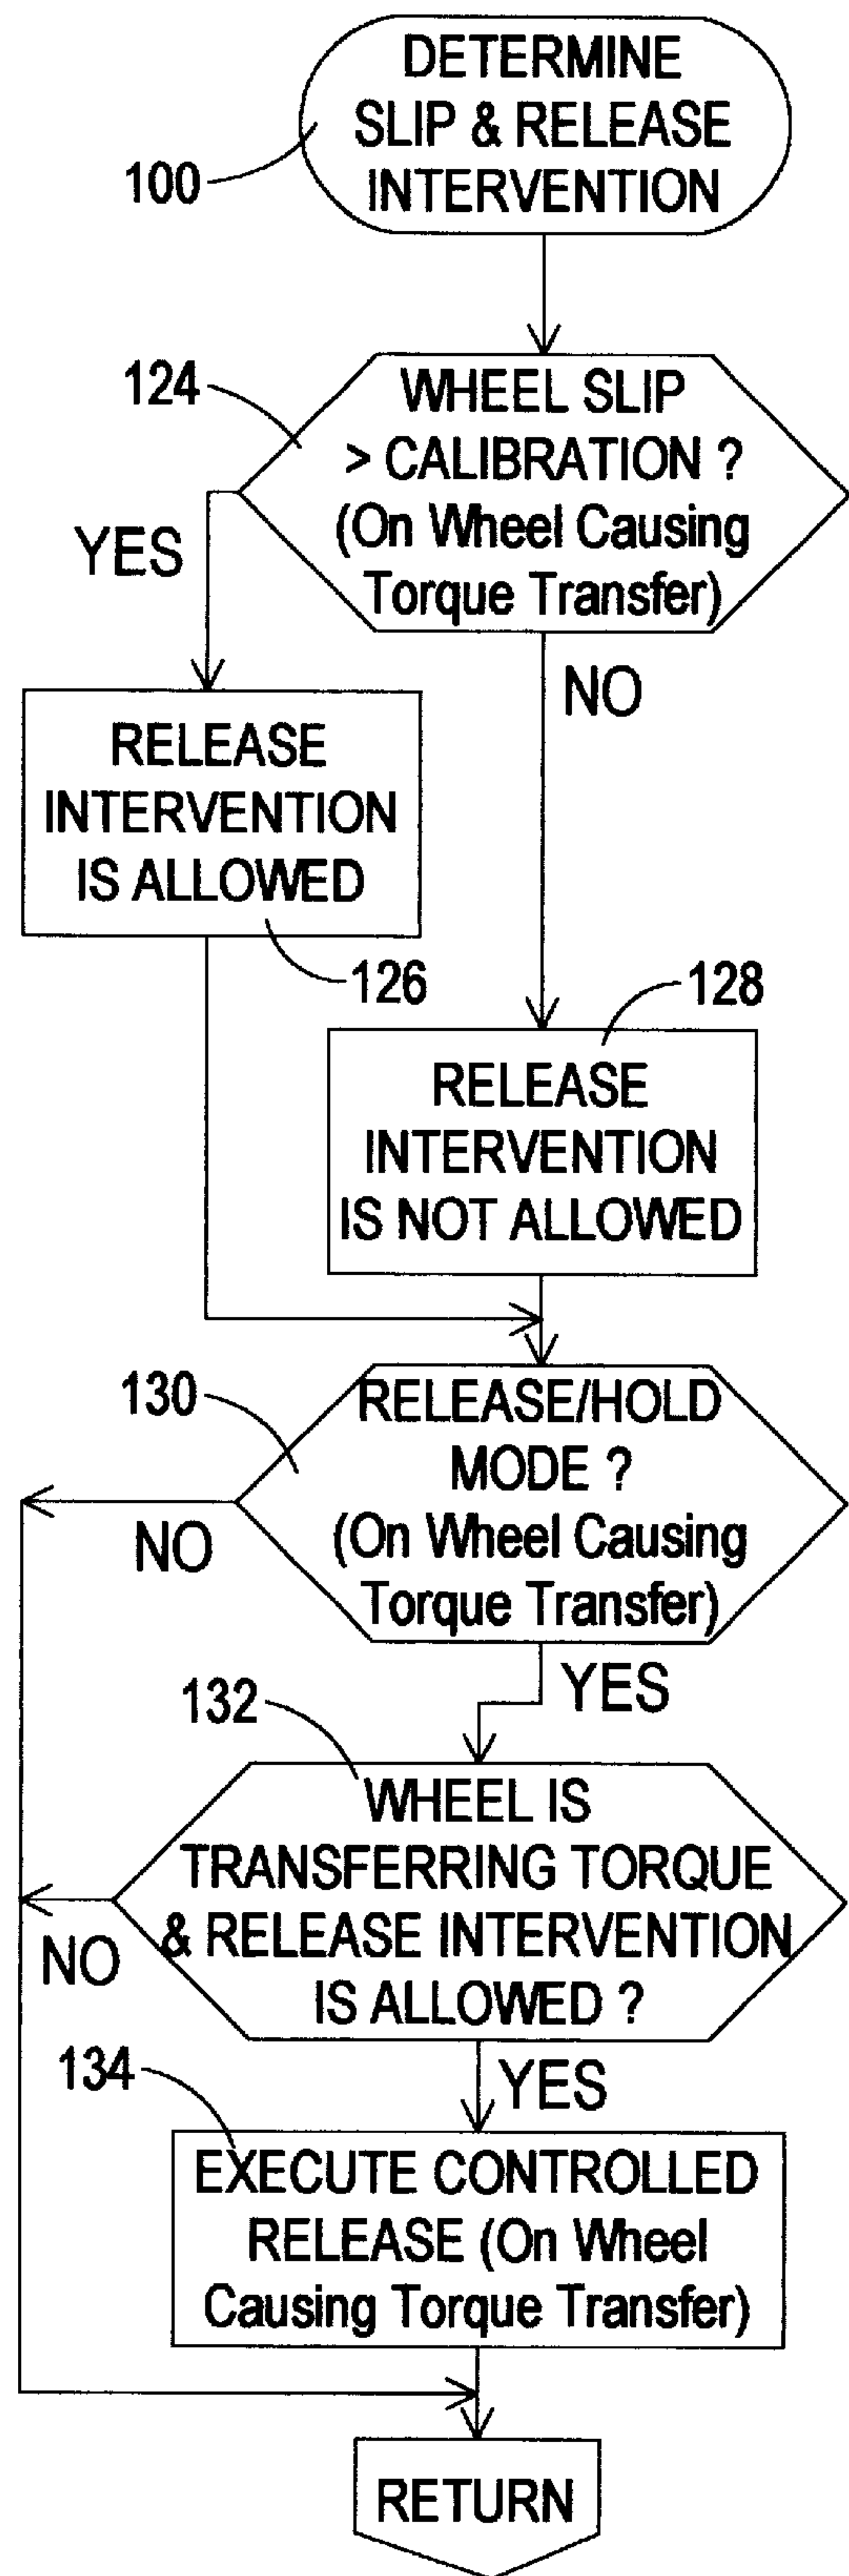 DETERMINE
SLIP & RELEASE
INTERVENTION
100
124
WHEEL SLIP
> CALIBRATION ?
(On Wheel Causing
Torque Transfer)
YES
NO
RELEASE
INTERVENTION
IS ALLOWED
126
128
RELEASE
INTERVENTION
IS NOT ALLOWED
130
RELEASE/HOLD
MODE ?
(On Wheel Causing
Torque Transfer)
NO
YES
132
WHEEL IS
TRANSFERRING TORQUE
& RELEASE INTERVENTION
IS ALLOWED ?
NO
YES
134
EXECUTE CONTROLLED
RELEASE (On Wheel
Causing Torque Transfer)
RETURN